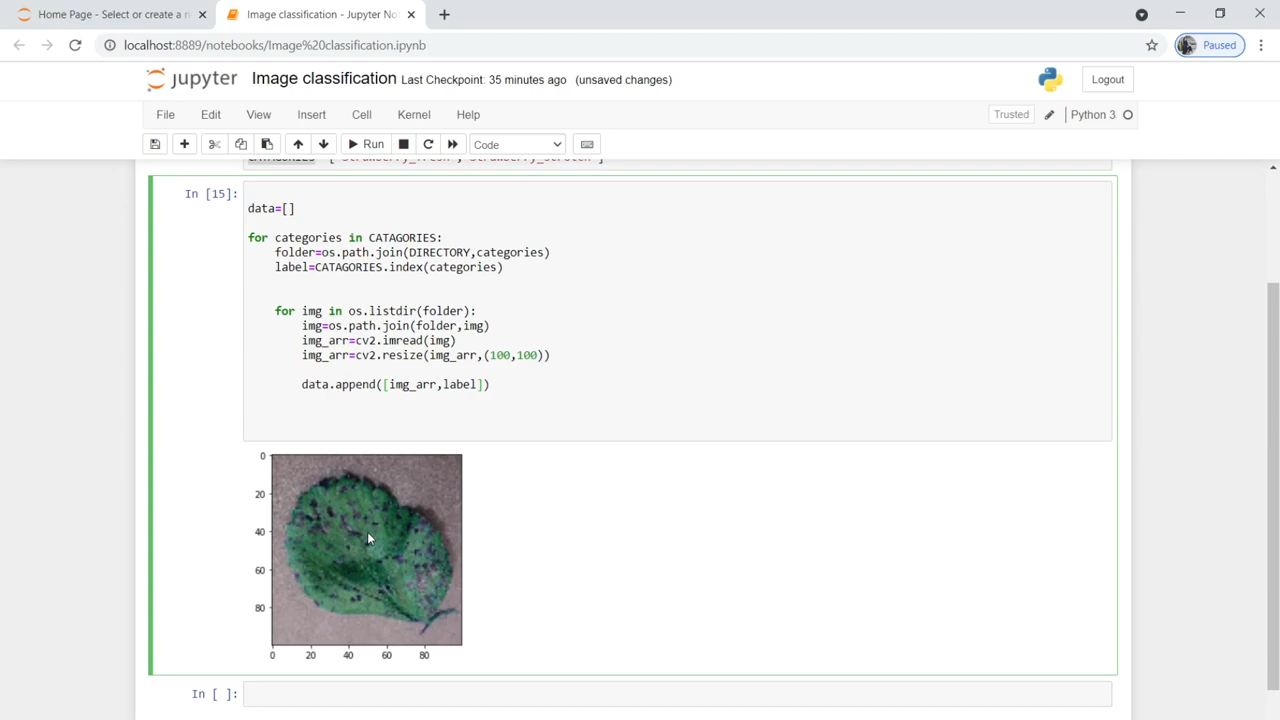 Home Page - Select or create a n
Image classification - Jupyter No
localhost:8889/notebooks/Image%20classification.ipynb
Paused
jupyter Image classification Last Checkpoint: 35 minutes ago (unsaved changes)
Logout
File Edit View Insert Cell Kernel Help
Trusted
Python 3
Run
Code
In [15]:
data=[]
for categories in CATAGORIES:
folder=os.path.join(DIRECTORY,categories)
label=CATAGORIES.index(categories)
for img in os.listdir(folder):
img=os.path.join(folder,img)
img_arr=cv2.imread(img)
img_arr=cv2.resize(img_arr,(100,100))
data.append([img_arr,label])
0
20
40
60
80
0 20 40 60 80
In [ ]: